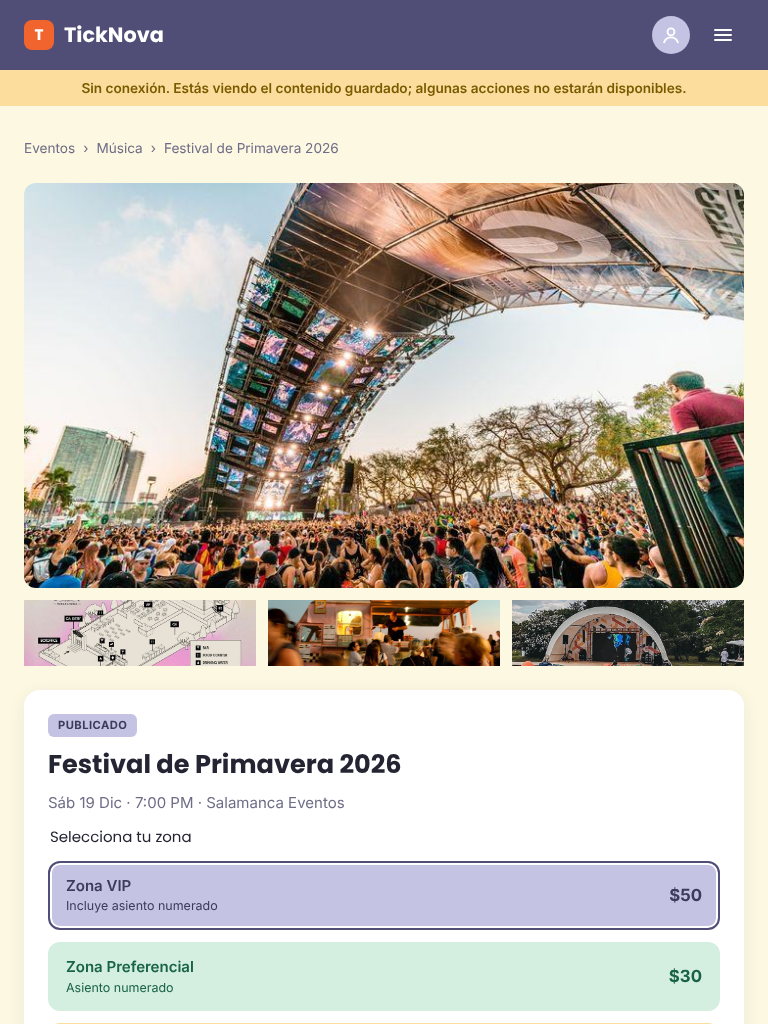 T TickNova
Sin conexión. Estás viendo el contenido guardado; algunas acciones no estarán disponibles.
Eventos › Música › Festival de Primavera 2026
PUBLICADO
Festival de Primavera 2026
Sáb 19 Dic · 7:00 PM · Salamanca Eventos
Selecciona tu zona
Zona VIP
Incluye asiento numerado
$50
Zona Preferencial
Asiento numerado
$30